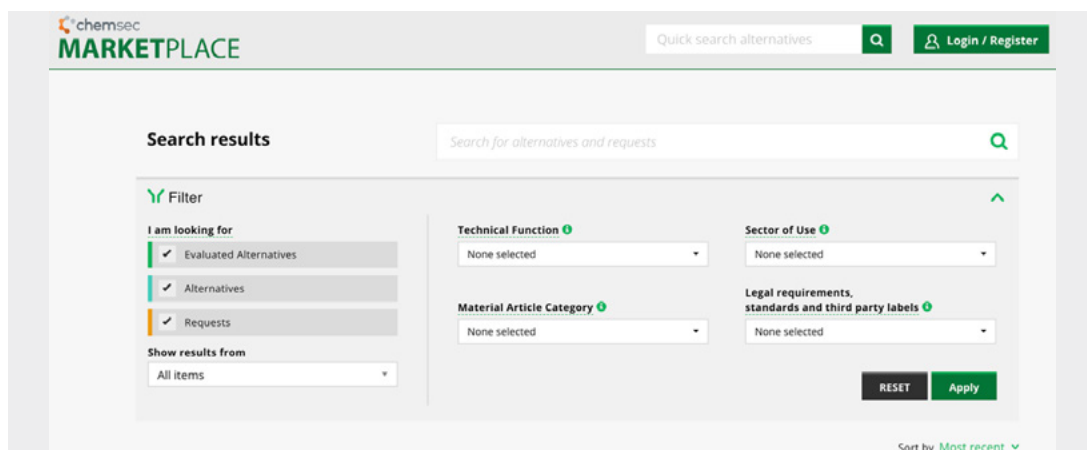 chemsec
MARKETPLACE
Quick search alternatives
Login / Register
Search results
Search for alternatives and requests
Filter
I am looking for
Evaluated Alternatives
Alternatives
Requests
Show results from
All items
Technical Function
None selected
Sector of Use
None selected
Material Article Category
None selected
Legal requirements,
standards and third party labels
None selected
RESET
Apply
Sort by Most recent